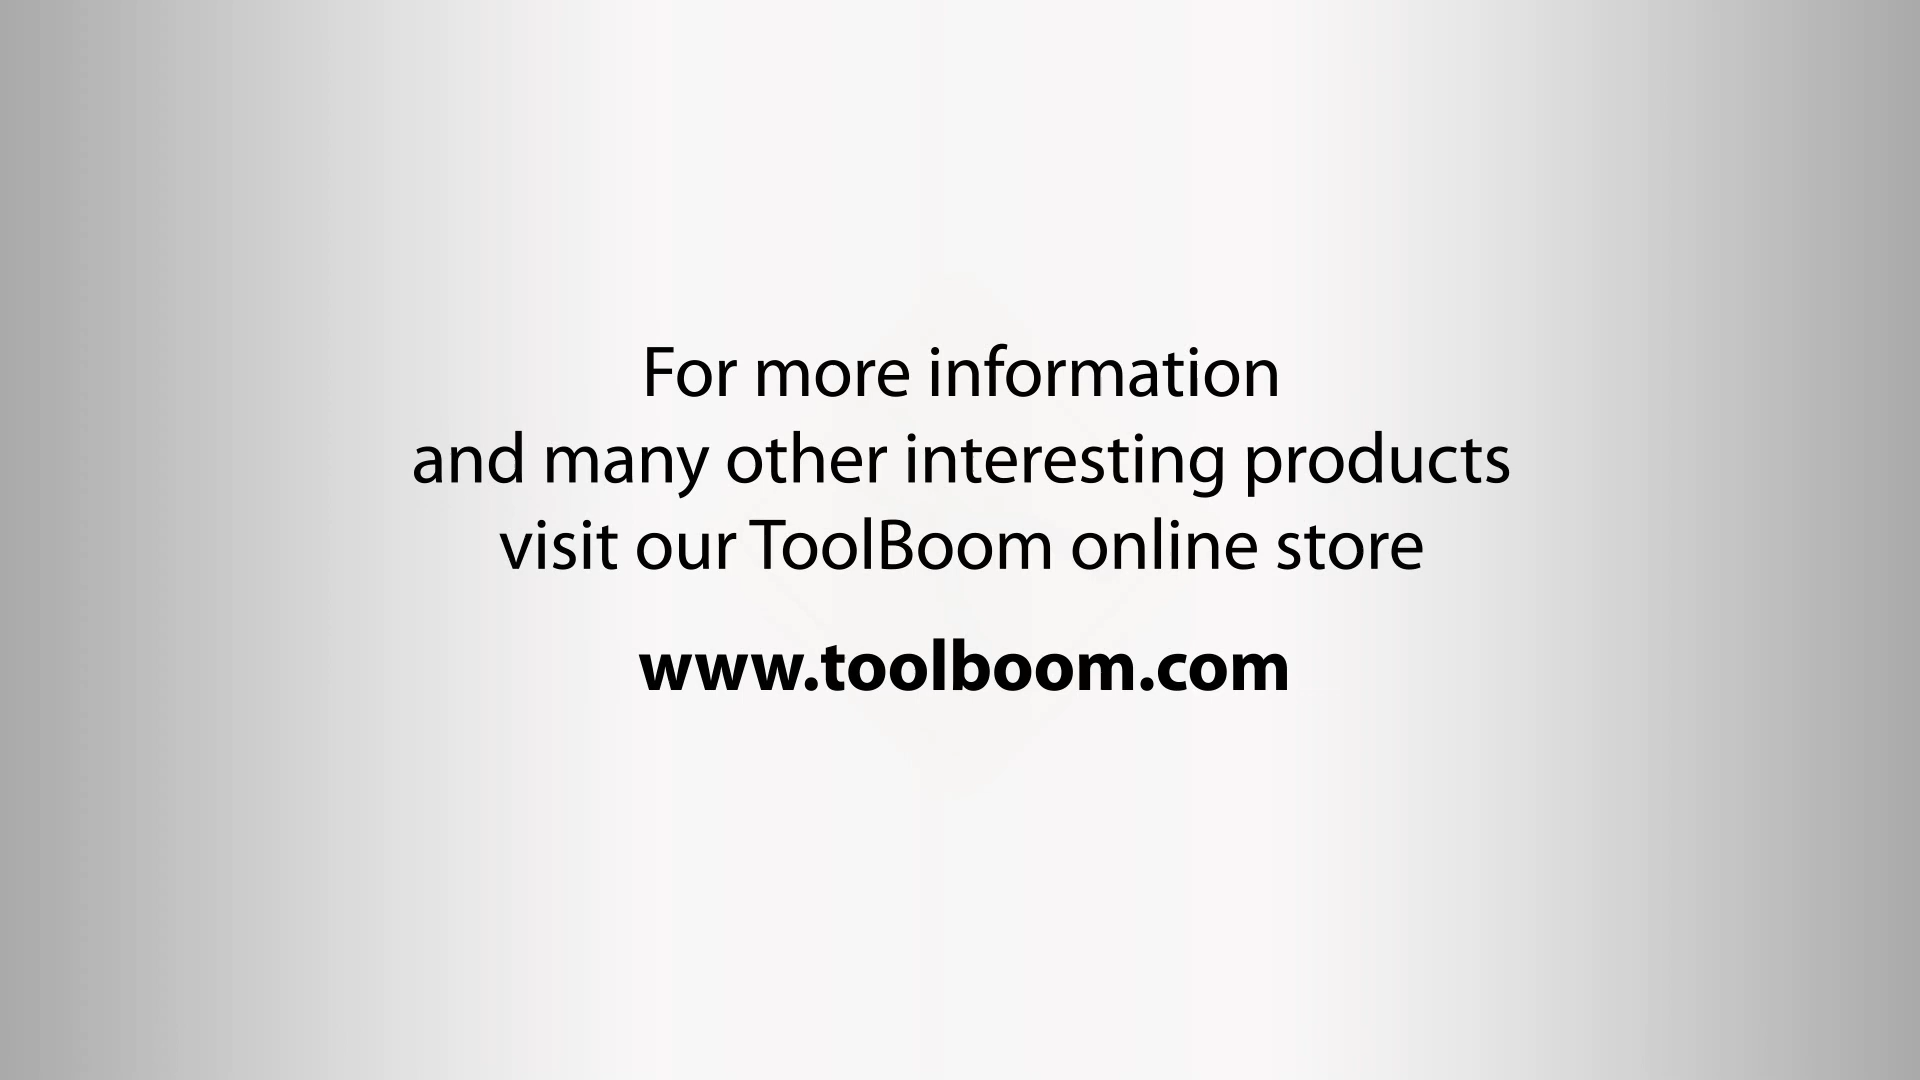 For more information
and many other interesting products
visit our ToolBoom online store
www.toolboom.com